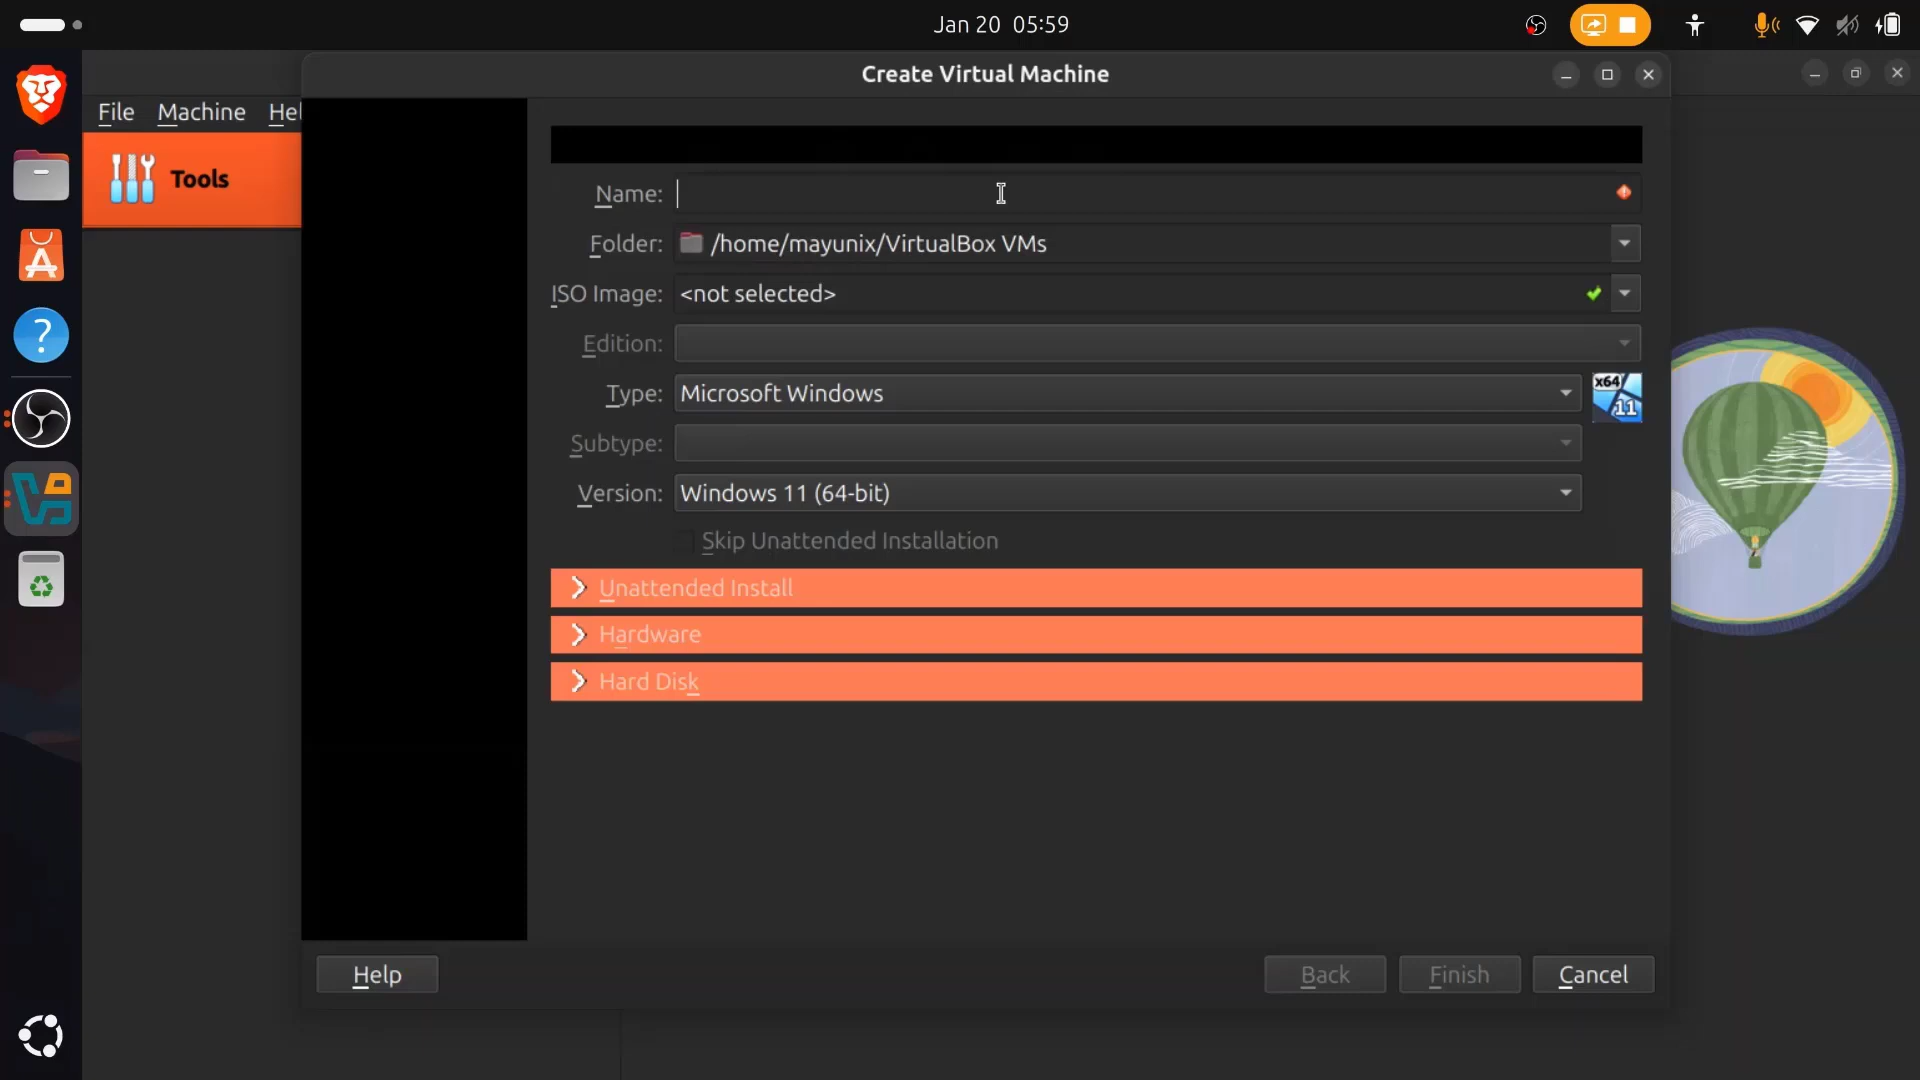 Jan 20 05:59
Create Virtual Machine
File Machine Hel
Tools
Name:
Folder: /home/mayunix/VirtualBox VMs
ISO Image: <not selected>
Edition:
Type: Microsoft Windows
x64
11
Subtype:
Version: Windows 11 (64-bit)
Skip Unattended Installation
Unattended Install
Hardware
Hard Disk
Help
Back
Finish
Cancel